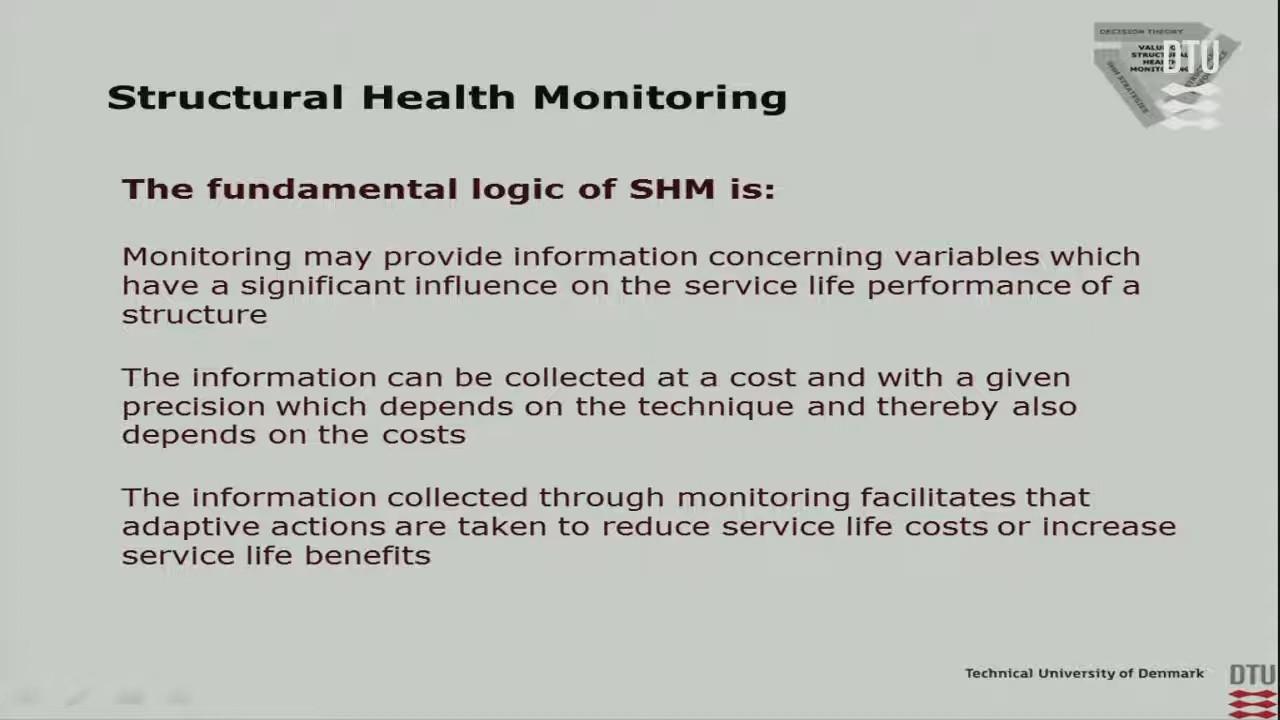 DECISION THEORY
DTU
Structural Health Monitoring
The fundamental logic of SHM is:
Monitoring may provide information concerning variables which
have a significant influence on the service life performance of a
structure
The information can be collected at a cost and with a given
precision which depends on the technique and thereby also
depends on the costs
The information collected through monitoring facilitates that
adaptive actions are taken to reduce service life costs or increase
service life benefits
Technical University of Denmark
DTU